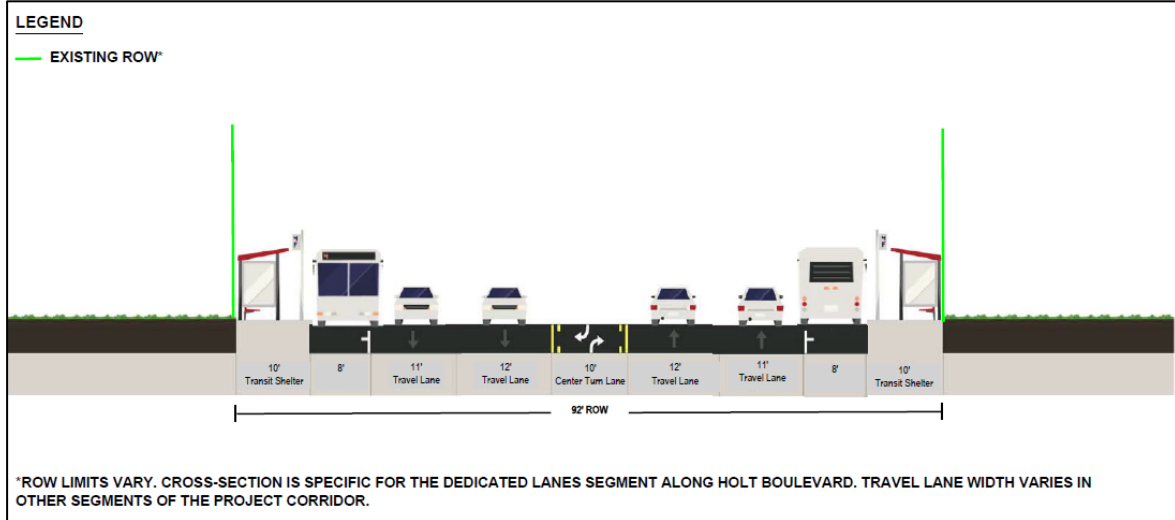 LEGEND
EXISTING ROW*
10'
Transit Shelter
8'
11'
Travel Lane
12'
Travel Lane
10'
Center Turn Lane
12'
Travel Lane
11'
Travel Lane
8'
10'
Transit Shelter
92' ROW
*ROW LIMITS VARY. CROSS-SECTION IS SPECIFIC FOR THE DEDICATED LANES SEGMENT ALONG HOLT BOULEVARD. TRAVEL LANE WIDTH VARIES IN
OTHER SEGMENTS OF THE PROJECT CORRIDOR.